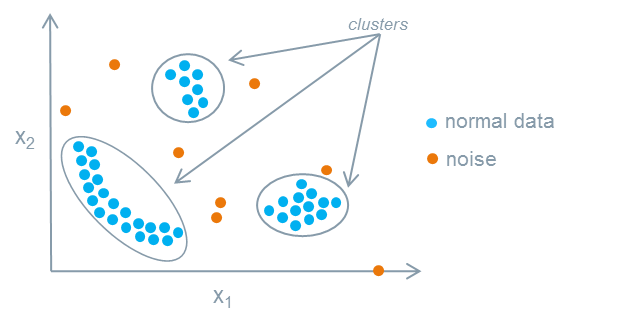 clusters
X2
normal data
noise
X1